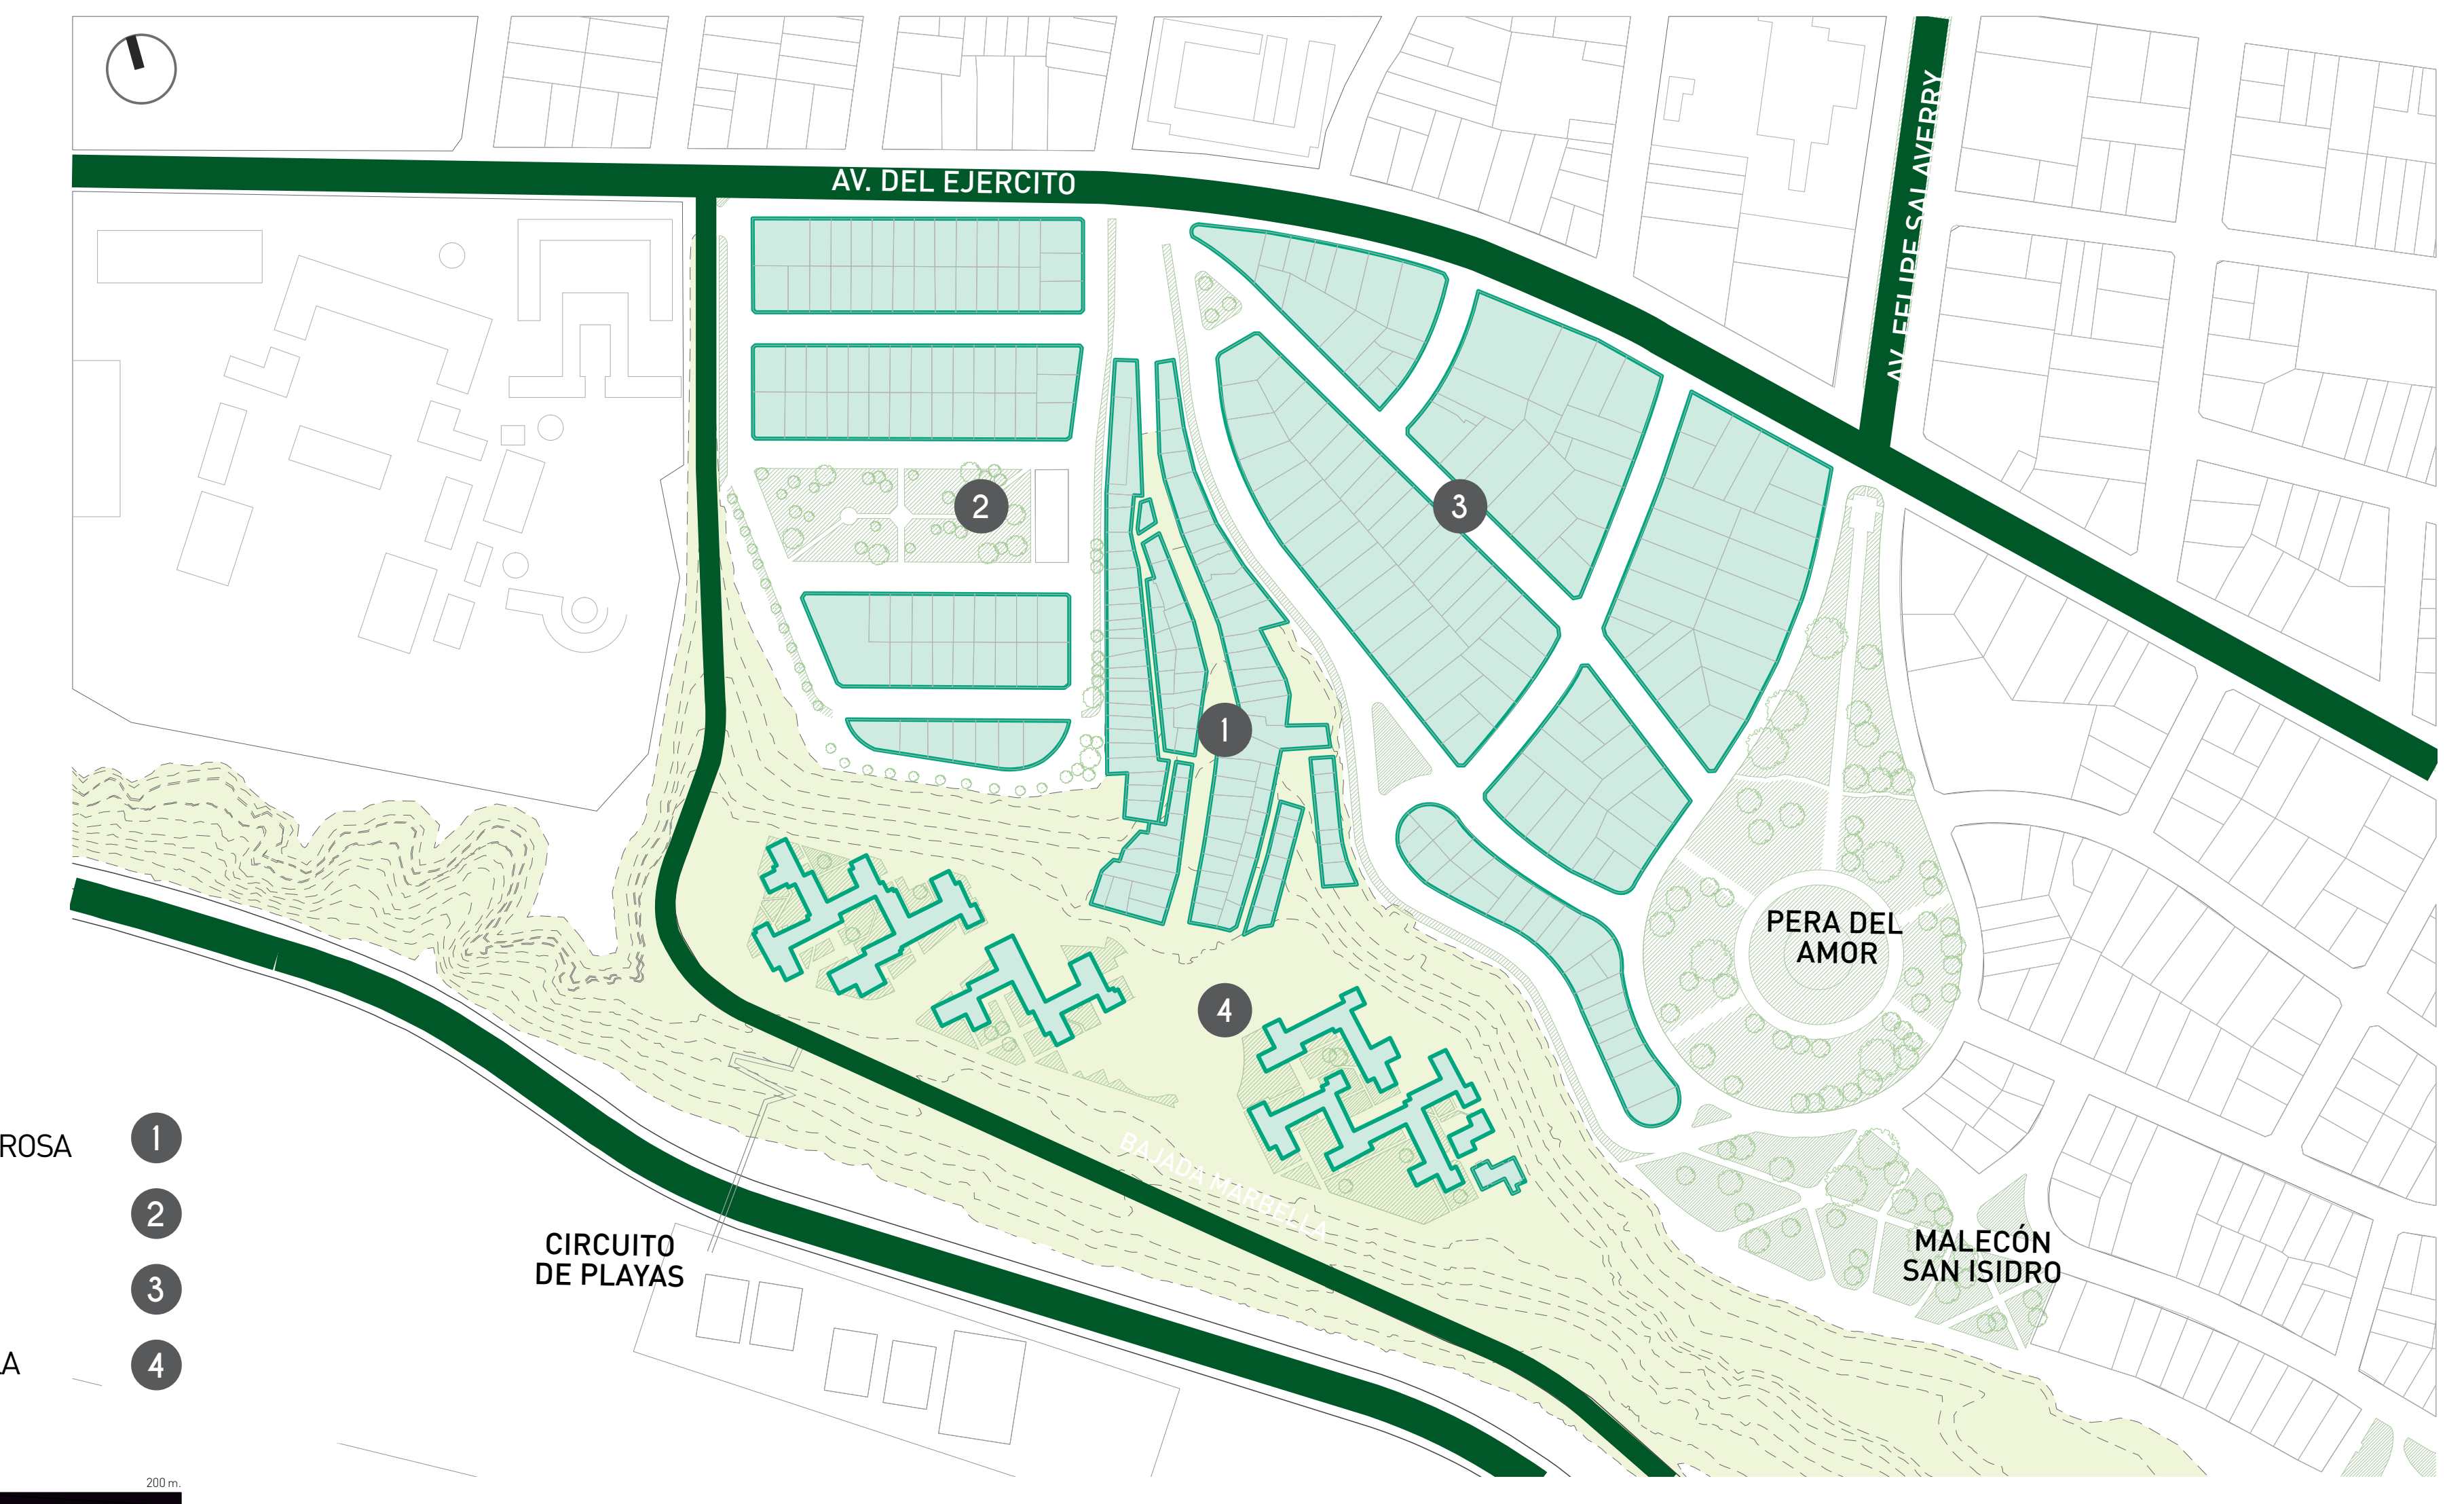 AV. DEL EJERCITO
AV. FELIPE SALAVERRY
2
3
1
4
PERA DEL
AMOR
BAJADA MARBELLA
MALECÓN
SAN ISIDRO
CIRCUITO
DE PLAYAS
ROSA 1
2
3
LA 4
200 m.